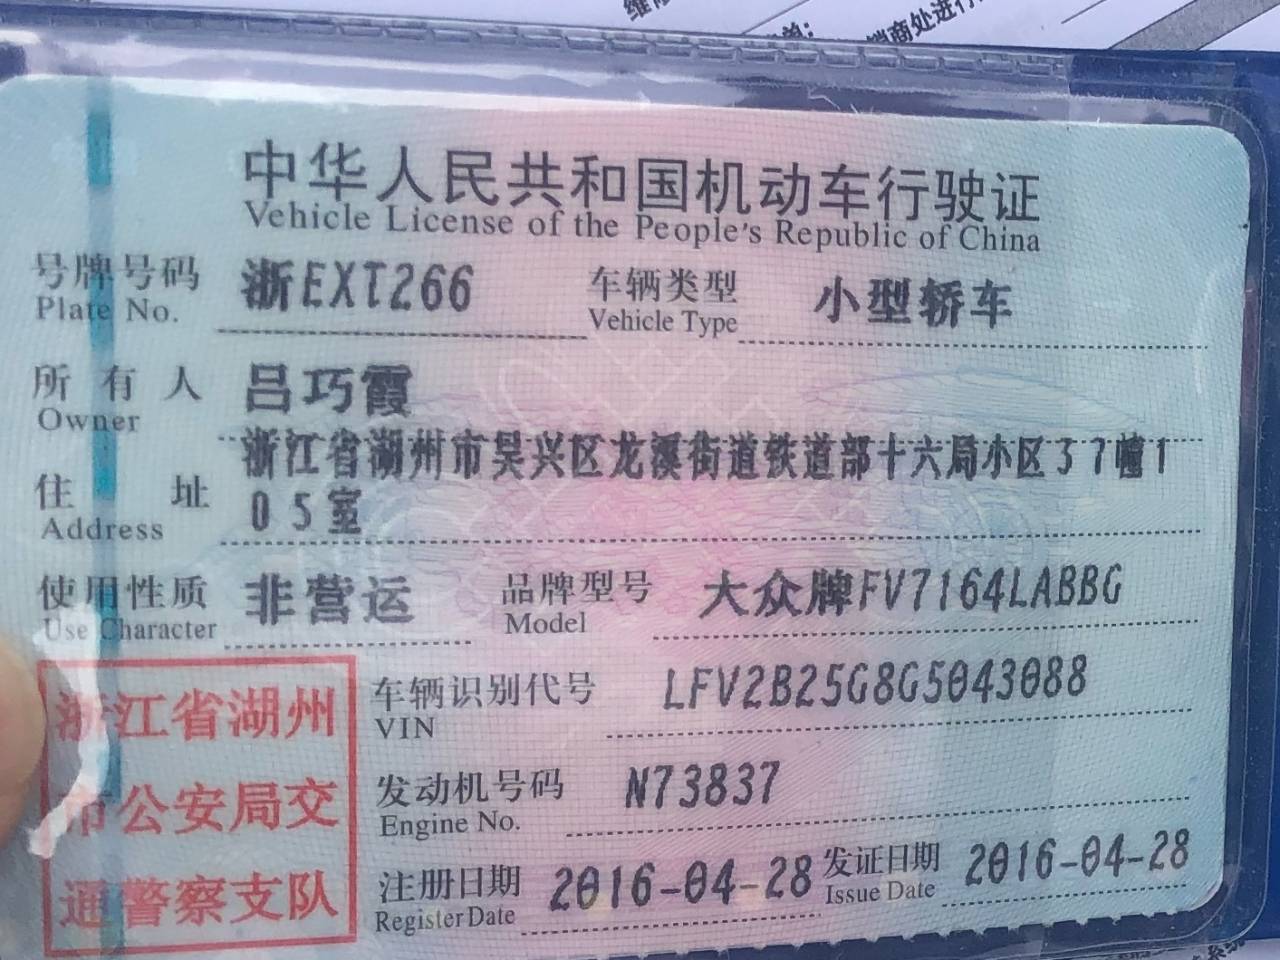 销商处进行
中华人民共和国机动车行驶证
Vehicle License of the People's Republic of China
号牌号码 浙EXT266 车辆类型 小型轿车
Plate No. Vehicle Type
所有人 吕巧霞
Owner
住址 浙江省湖州市吴兴区龙溪街道铁道部十六局小区37幢1
05室
Address
使用性质 非营运 品牌型号 大众牌FV7164LABBG
Use Character Model
浙江省湖州
市公安局交
通警察支队
车辆识别代号 LFV2B25G8G5043088
VIN
发动机号码 N73837
Engine No.
注册日期 2016-04-28 发证日期 2016-04-28
Register Date Issue Date